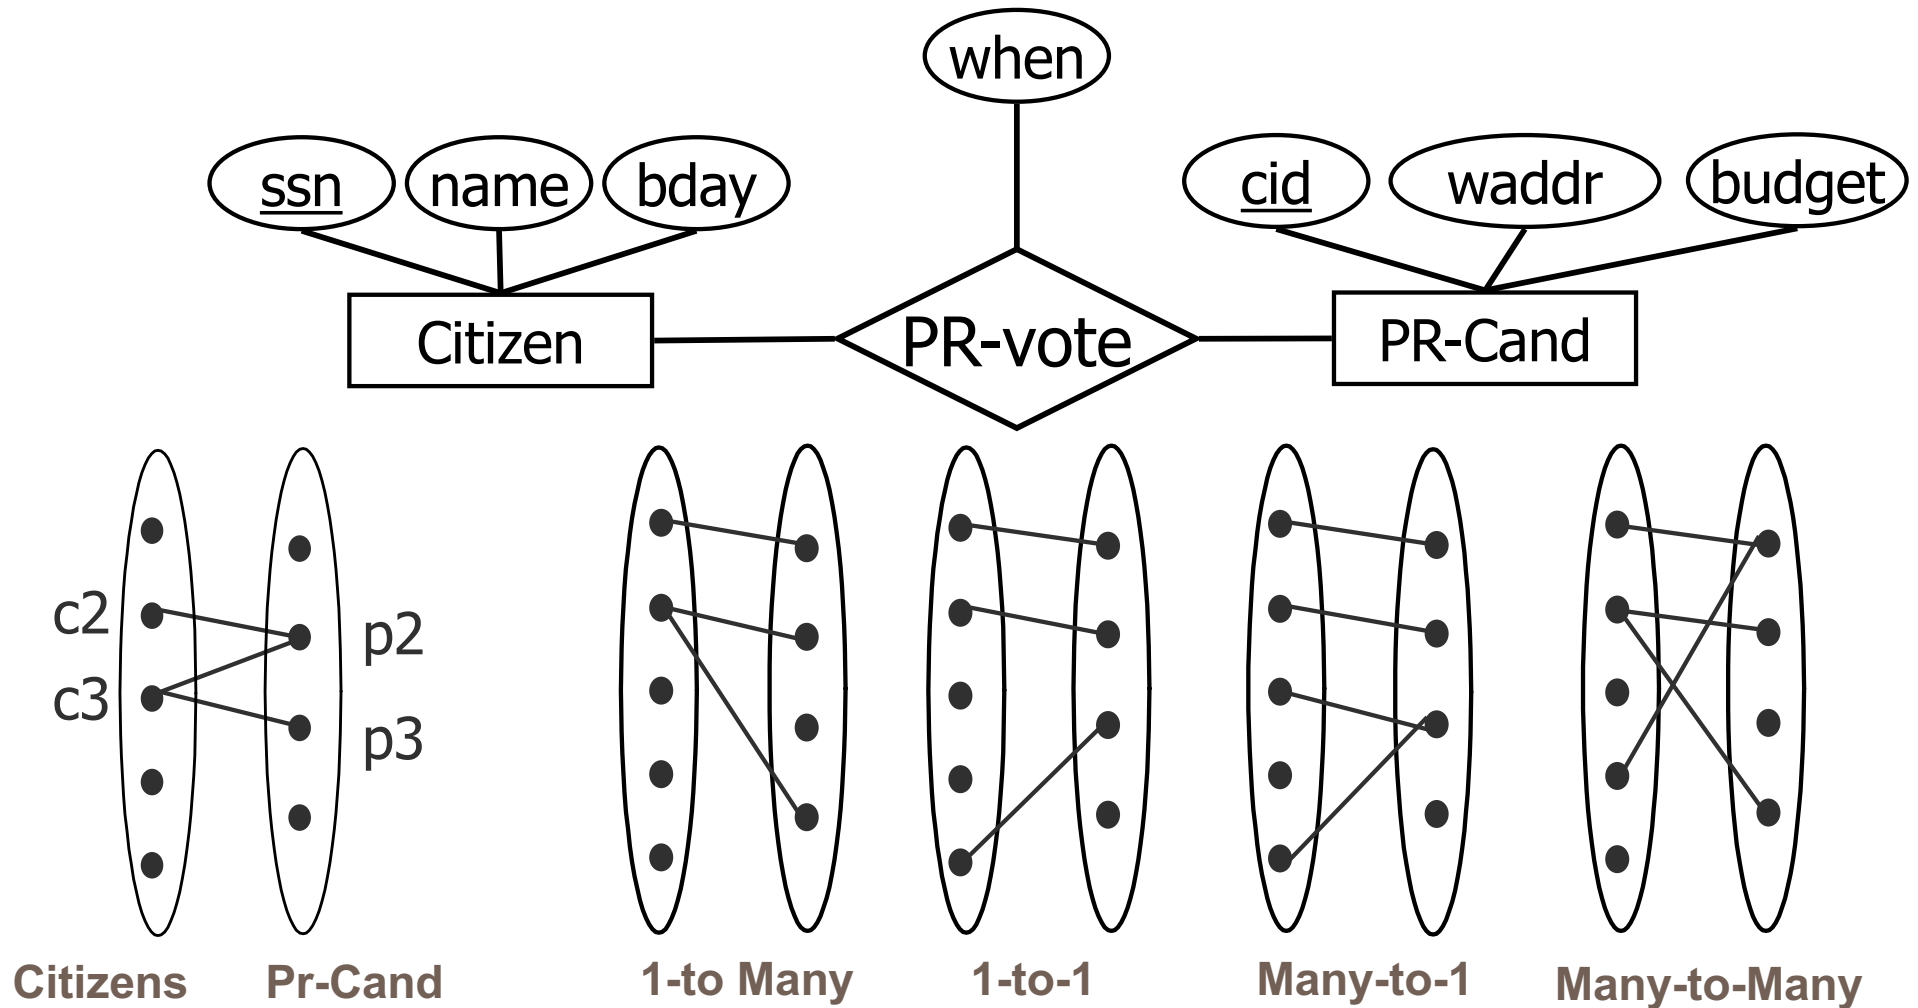 when
ssn name bday
cid waddr budget
Citizen PR-vote PR-Cand
c2
p2
c3
p3
Citizens Pr-Cand 1-to Many 1-to-1 Many-to-1 Many-to-Many